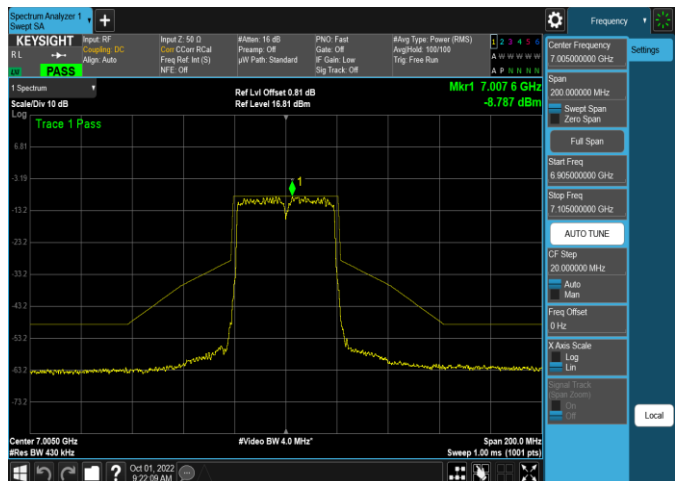 Spectrum Analyzer 1
Swept SA
Frequency
KEYSIGHT
RL
LW
PASS
Input: RF
Coupling: DC
Align: Auto
Input Z: 50 Ω
Corr CCorr RCal
Freq Ref: Int (S)
NFE: Off
#Atten: 16 dB
Preamp: Off
µW Path: Standard
PNO: Fast
Gate: Off
IF Gain: Low
Sig Track: Off
#Avg Type: Power (RMS)
Avg|Hold: 100/100
Trig: Free Run
1 2 3 4 5 6
A W W W W W
A P N N N N
1 Spectrum
Scale/Div 10 dB
Log
Ref Lvl Offset 0.81 dB
Ref Level 16.81 dBm
Mkr1 7.007 6 GHz
-8.787 dBm
Trace 1 Pass
1
6.81
-3.19
-13.2
-23.2
-33.2
-43.2
-53.2
-63.2
-73.2
Center 7.0050 GHz
#Res BW 430 kHz
#Video BW 4.0 MHz*
Span 200.0 MHz
Sweep 1.00 ms (1001 pts)
Oct 01, 2022
9:22:09 AM
Center Frequency
7.005000000 GHz
Span
200.000000 MHz
Swept Span
Zero Span
Full Span
Start Freq
6.905000000 GHz
Stop Freq
7.105000000 GHz
AUTO TUNE
CF Step
20.000000 MHz
Auto
Man
Freq Offset
0 Hz
X Axis Scale
Log
Lin
Signal Track
(Span Zoom)
On
Off
Settings
Local